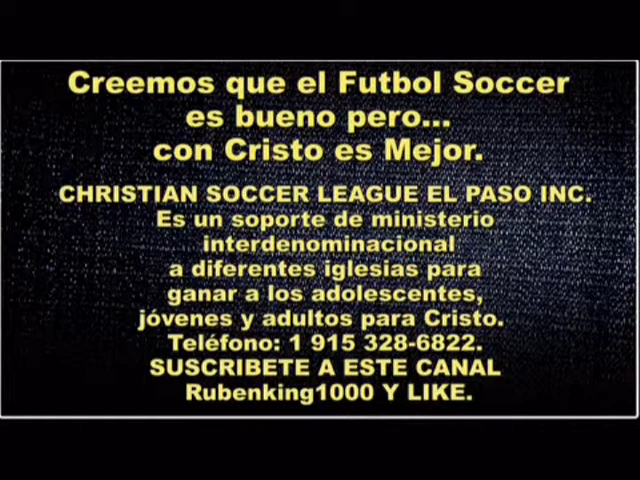 Creemos que el Futbol Soccer
es bueno pero...
con Cristo es Mejor.
CHRISTIAN SOCCER LEAGUE EL PASO INC.
Es un soporte de ministerio
interdenominacional
a diferentes iglesias para
ganar a los adolescentes,
jóvenes y adultos para Cristo.
Teléfono: 1 915 328-6822.
SUSCRIBETE A ESTE CANAL
Rubenking1000 Y LIKE.